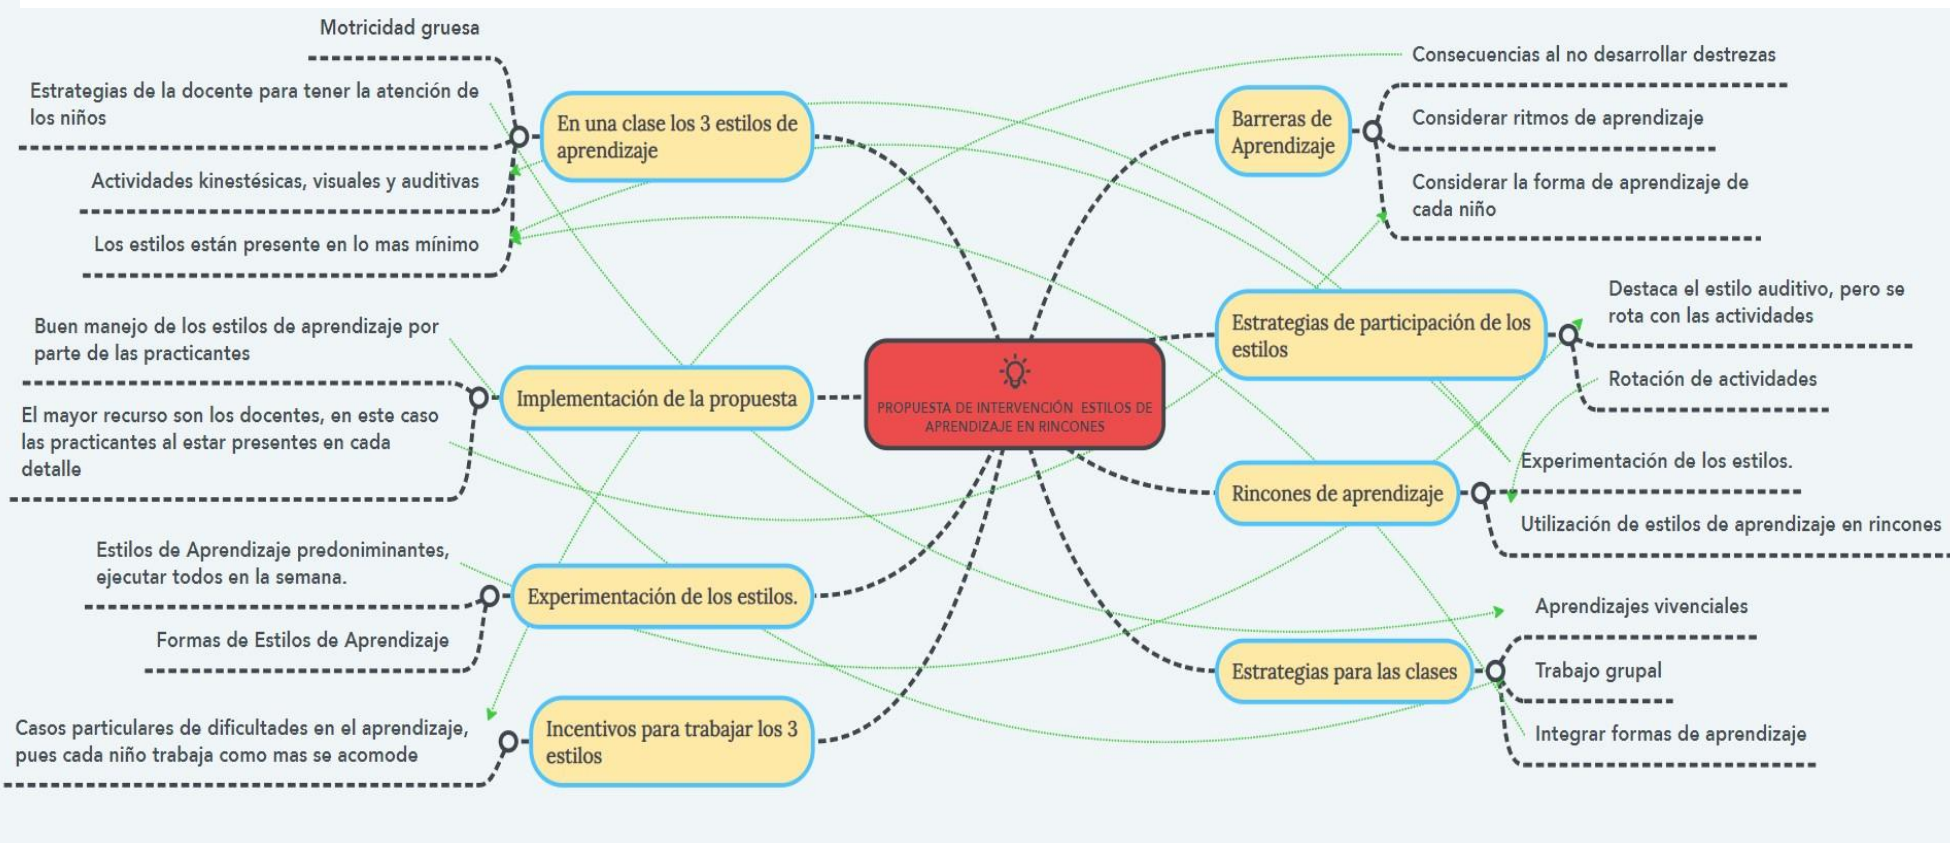 Motricidad gruesa
Estrategias de la docente para tener la atención de
los niños
Actividades kinestésicas, visuales y auditivas
Los estilos están presente en lo mas mínimo
En una clase los 3 estilos de
aprendizaje
Buen manejo de los estilos de aprendizaje por
parte de las practicantes
El mayor recurso son los docentes, en este caso
las practicantes al estar presentes en cada
detalle
Implementación de la propuesta
Estilos de Aprendizaje predoniminantes,
ejecutar todos en la semana.
Formas de Estilos de Aprendizaje
Experimentación de los estilos.
Casos particulares de dificultades en el aprendizaje,
pues cada niño trabaja como mas se acomode
Incentivos para trabajar los 3
estilos
PROPUESTA DE INTERVENCIÓN ESTILOS DE
APRENDIZAJE EN RINCONES
Barreras de
Aprendizaje
Consecuencias al no desarrollar destrezas
Considerar ritmos de aprendizaje
Considerar la forma de aprendizaje de
cada niño
Estrategias de participación de los
estilos
Destaca el estilo auditivo, pero se
rota con las actividades
Rotación de actividades
Rincones de aprendizaje
Experimentación de los estilos.
Utilización de estilos de aprendizaje en rincones
Estrategias para las clases
Aprendizajes vivenciales
Trabajo grupal
Integrar formas de aprendizaje